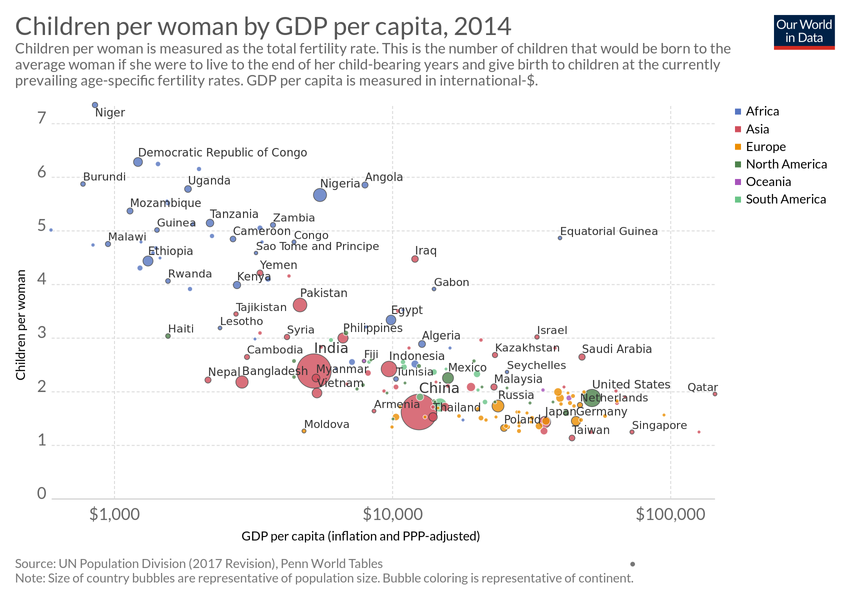 Children per woman by GDP per capita, 2014
Our World
in Data
Children per woman is measured as the total fertility rate. This is the number of children that would be born to the
average woman if she were to live to the end of her child-bearing years and give birth to children at the currently
prevailing age-specific fertility rates. GDP per capita is measured in international-$.
7
Niger
Africa
Asia
Europe
North America
Oceania
South America
Democratic Republic of Congo
6
Burundi
Uganda
Nigeria
Angola
Mozambique
5
Guinea
Tanzania
Zambia
Malawi
Cameroon
Congo
Equatorial Guinea
Ethiopia
Sao Tome and Principe
Iraq
Yemen
4
Rwanda
Kenya
Gabon
Pakistan
Tajikistan
Egypt
3
Haiti
Lesotho
Syria
Philippines
Algeria
Israel
Cambodia
India
Fiji
Indonesia
Kazakhstan
Saudi Arabia
2
Nepal
Bangladesh
Myanmar
Tunisia
Mexico
Seychelles
Vietnam
China
Malaysia
United States
Qatar
Armenia
Thailand
Russia
Netherlands
1
Moldova
Poland
Japan
Germany
Taiwan
Singapore
0
$1,000
$10,000
$100,000
Children per woman
GDP per capita (inflation and PPP-adjusted)
Source: UN Population Division (2017 Revision), Penn World Tables
Note: Size of country bubbles are representative of population size. Bubble coloring is representative of continent.